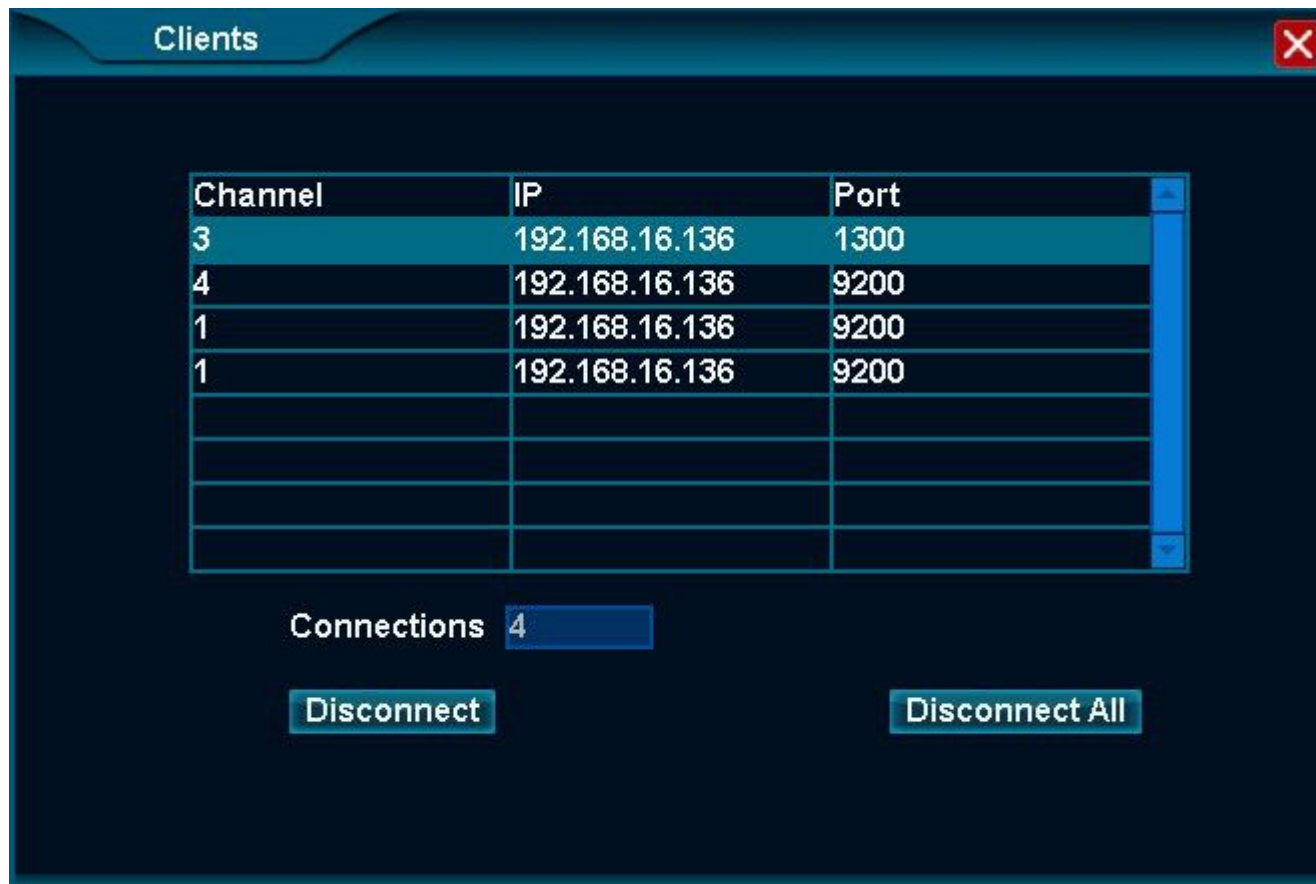 Clients
Channel IP Port
3 192.168.16.136 1300
4 192.168.16.136 9200
1 192.168.16.136 9200
1 192.168.16.136 9200
Connections 4
Disconnect Disconnect All